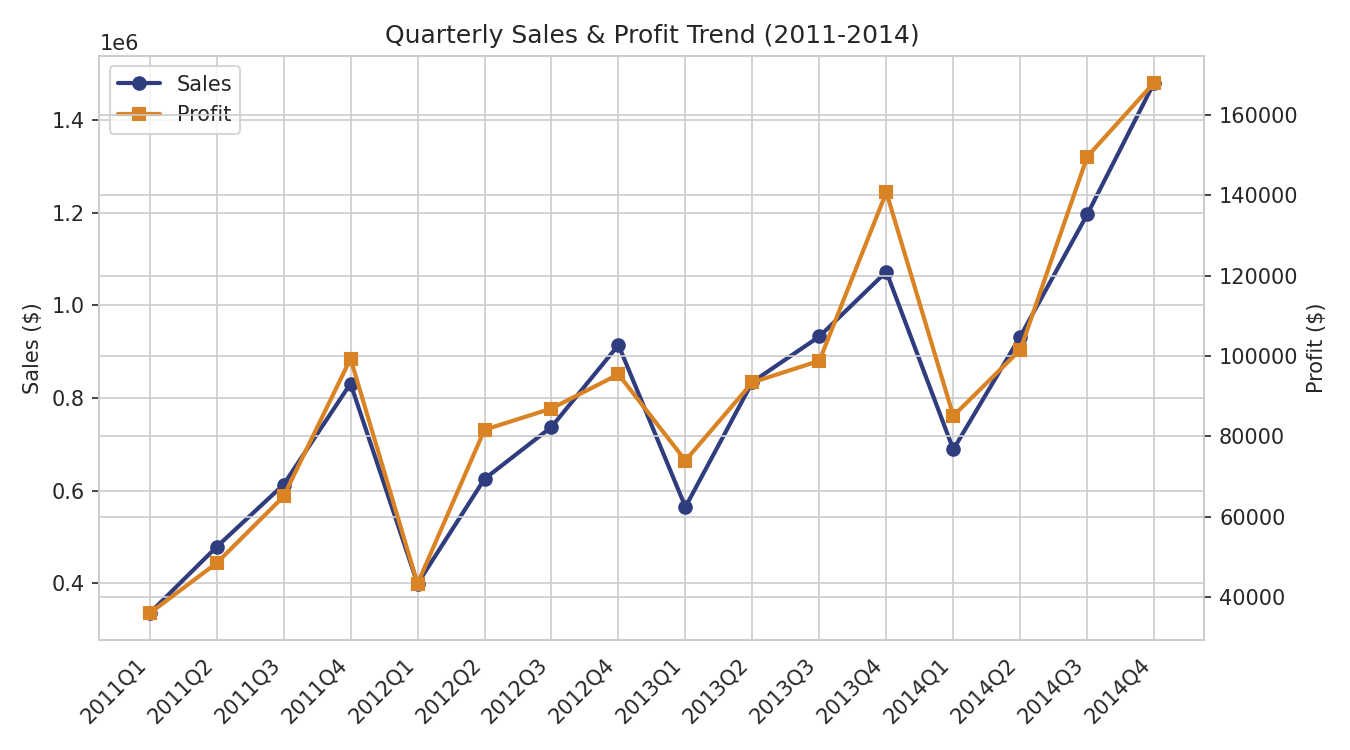 Quarterly Sales & Profit Trend (2011-2014)
1e6
Sales
Profit
1.4
1.2
1.0
0.8
0.6
0.4
Sales ($)
160000
140000
120000
100000
80000
60000
40000
Profit ($)
2011Q1
2011Q2
2011Q3
2011Q4
2012Q1
2012Q2
2012Q3
2012Q4
2013Q1
2013Q2
2013Q3
2013Q4
2014Q1
2014Q2
2014Q3
2014Q4